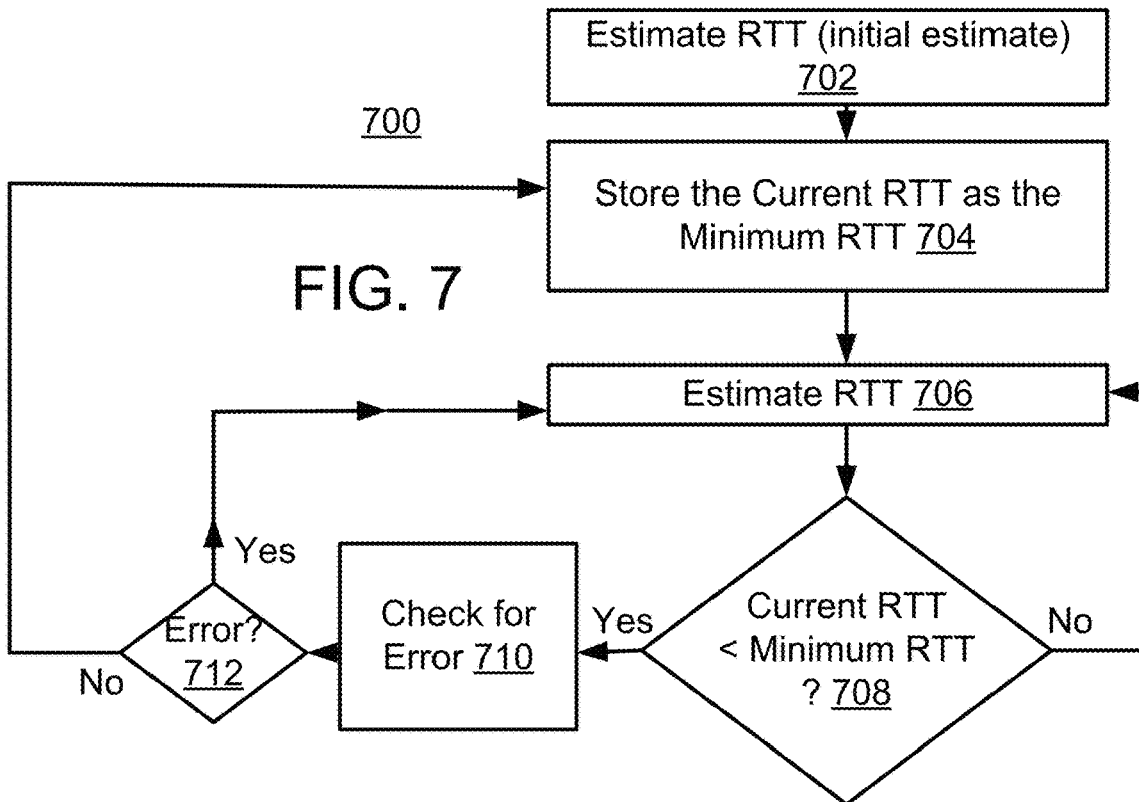 Estimate RTT (initial estimate)
702
700
Store the Current RTT as the
Minimum RTT 704
FIG. 7
Estimate RTT 706
Yes
Error?
712
No
Check for
Error 710
Yes
Current RTT
< Minimum RTT
? 708
No